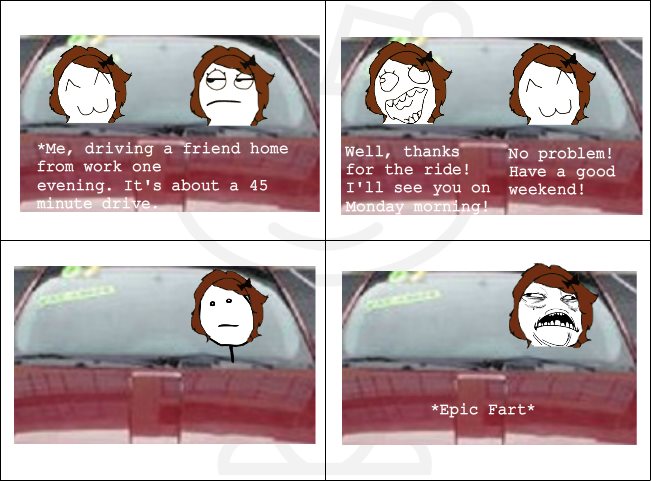 *Me, driving a friend home
from work one
evening. It's about a 45
minute drive.
Well, thanks
for the ride!
I'll see you on
Monday morning!
No problem!
Have a good
weekend!
*Epic Fart*